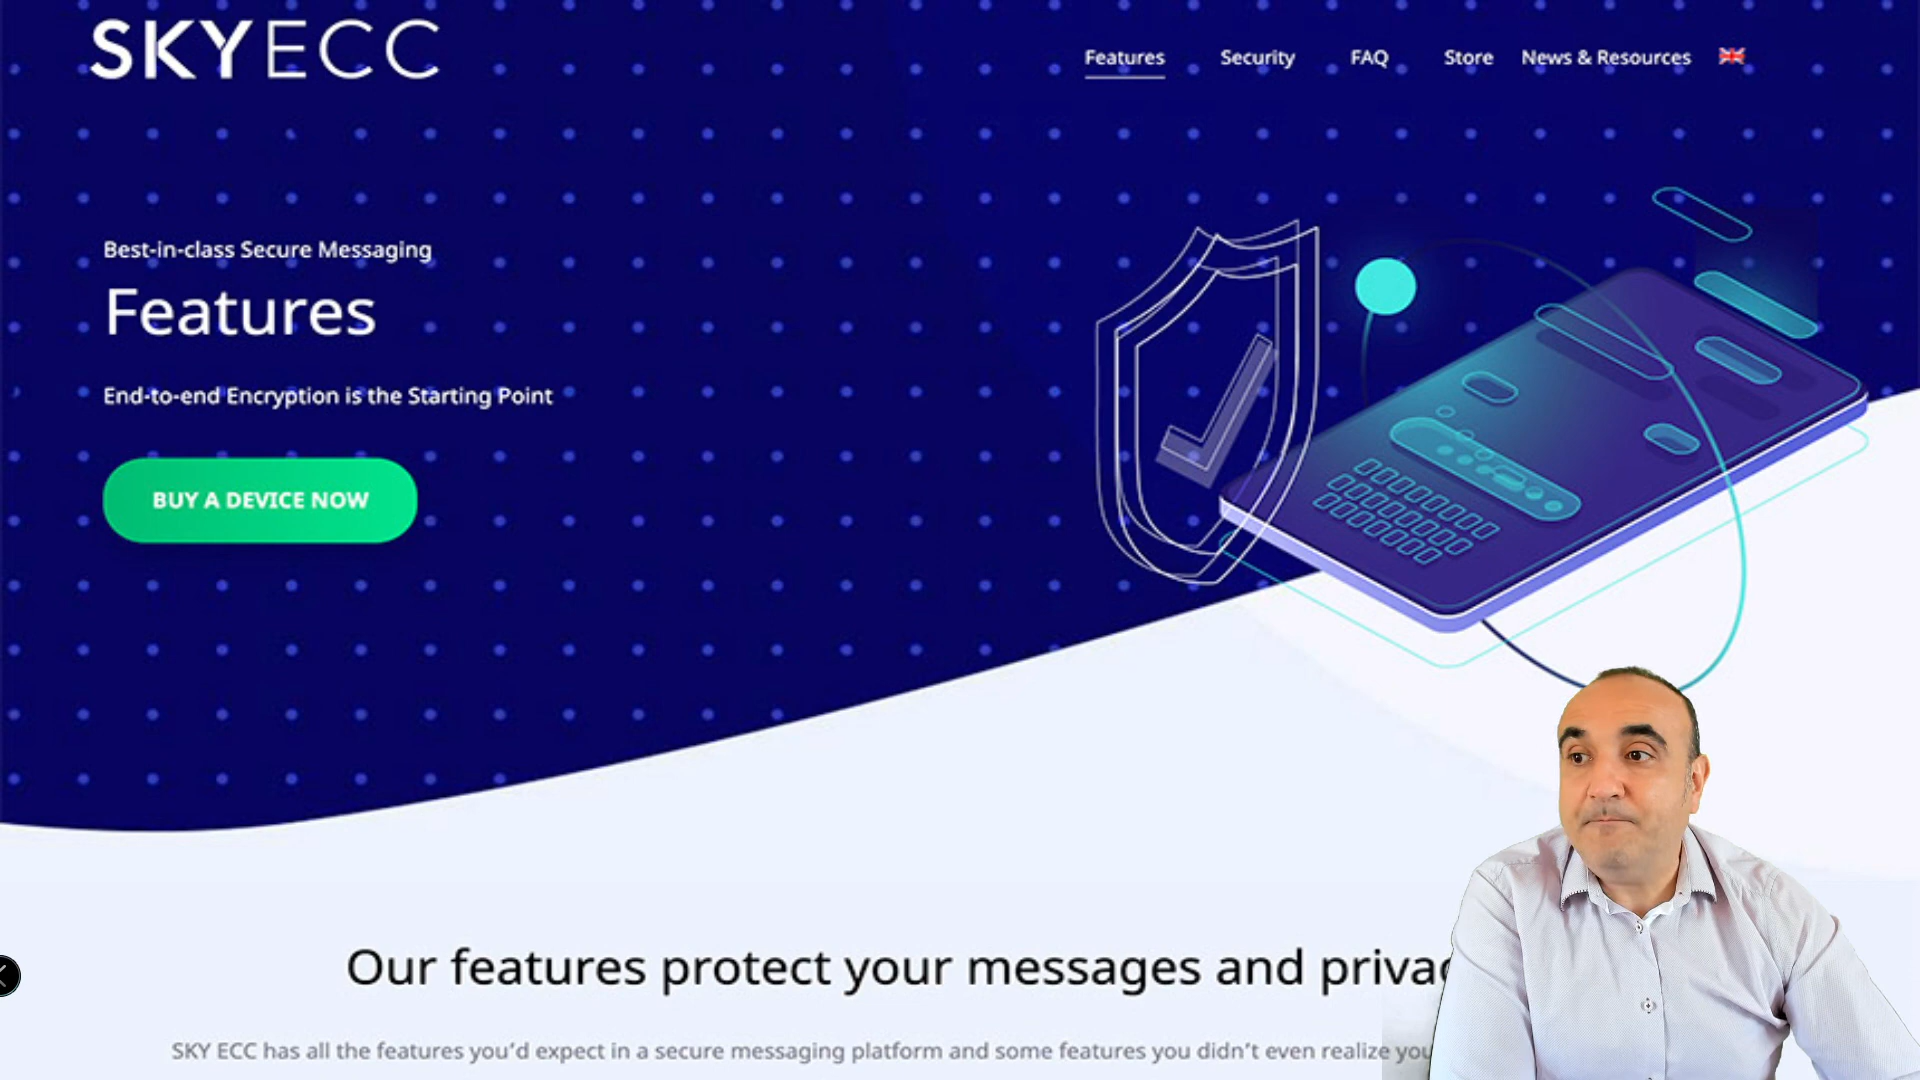 SKYECC
Features Security FAQ Store News & Resources
Best-in-class Secure Messaging
Features
End-to-end Encryption is the Starting Point
BUY A DEVICE NOW
Our features protect your messages and
SKY ECC has all the features you'd expect in a secure messaging platform and some features you didn't even realize